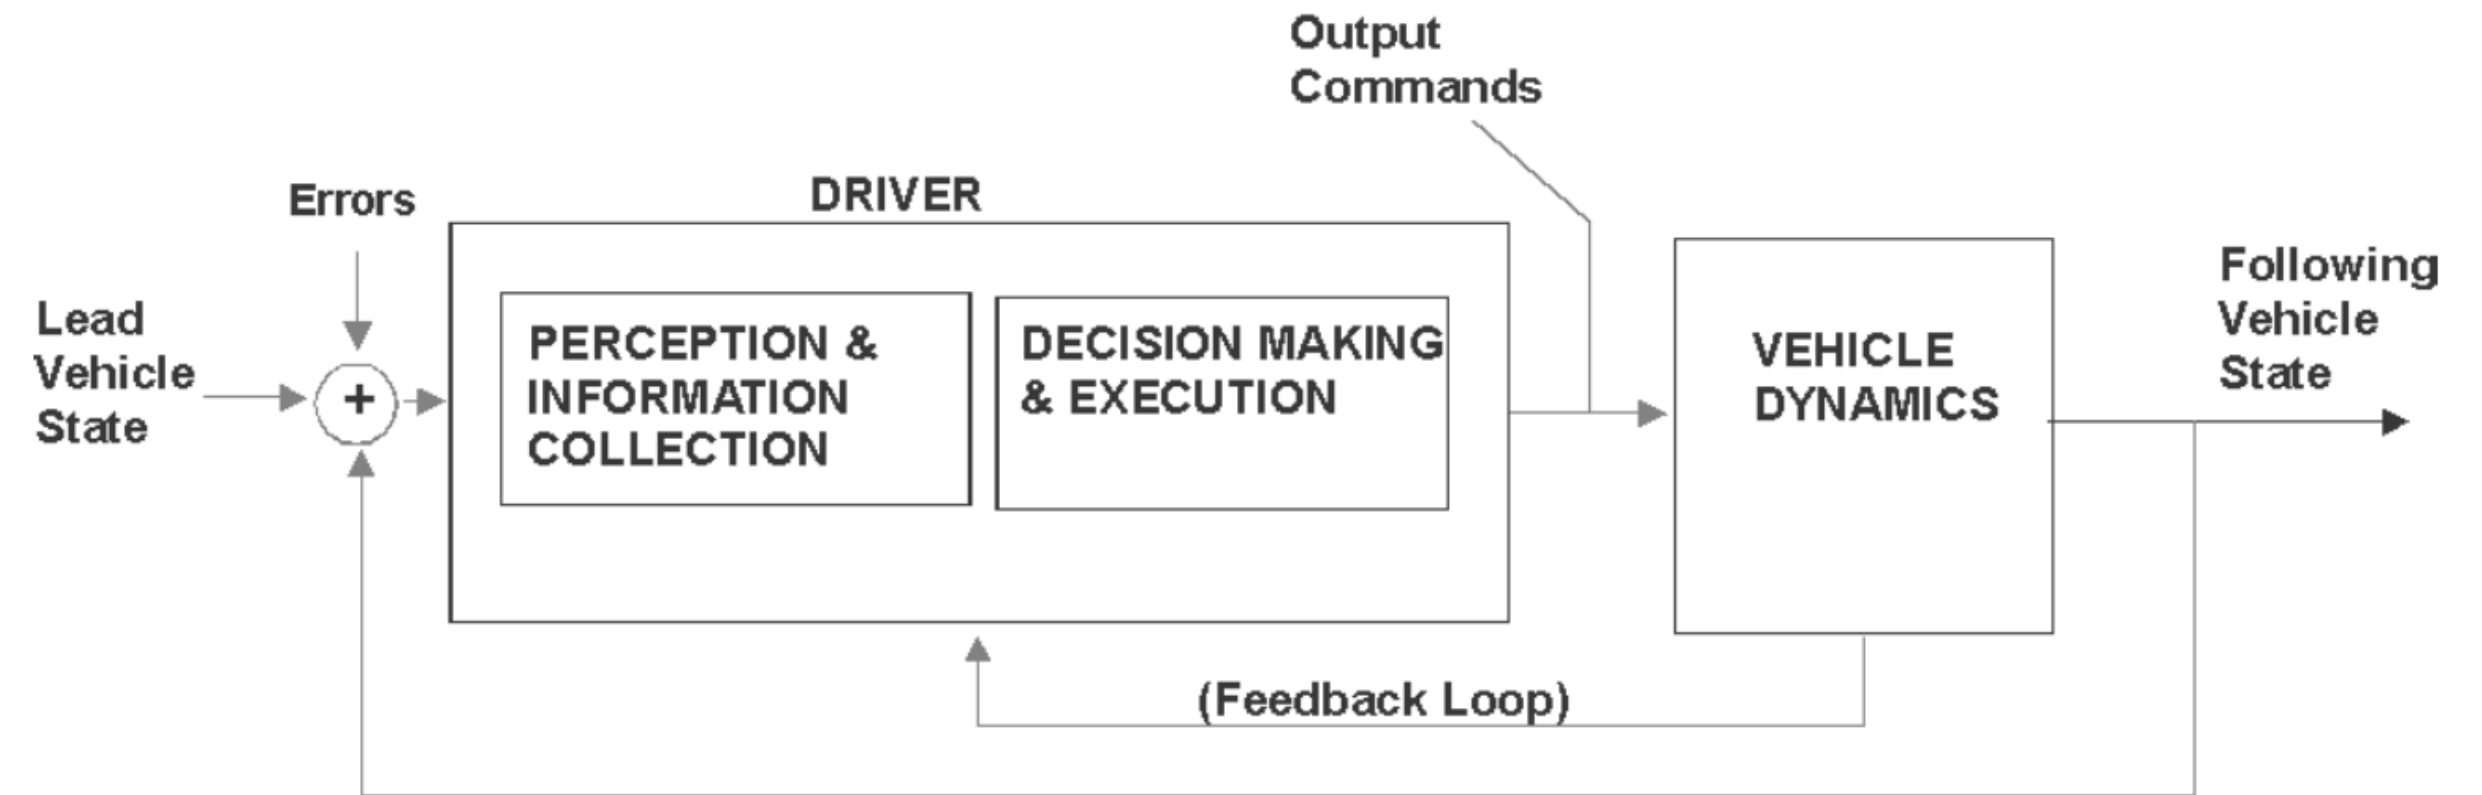 Output
Commands
Errors
DRIVER
Lead
Vehicle
State
+
PERCEPTION &
INFORMATION
COLLECTION
DECISION MAKING
& EXECUTION
VEHICLE
DYNAMICS
Following
Vehicle
State
(Feedback Loop)